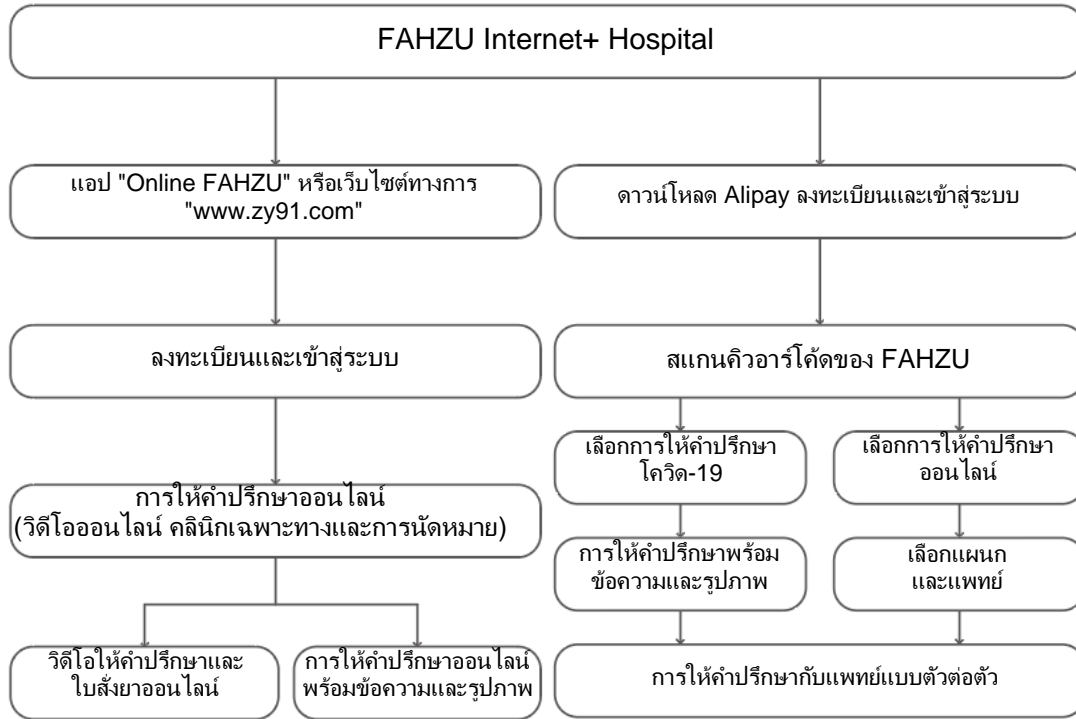 FAHZU Internet+ Hospital
แอป "Online FAHZU" หรือเว็บไซต์ทางการ
"www.zy91.com"
ลงทะเบียนและเข้าสู่ระบบ
การให้คำปรึกษาออนไลน์
(วิดีโอออนไลน์ คลินิกเฉพาะทางและการนัดหมาย)
วิดีโอให้คำปรึกษาและ
ใบสั่งยาออนไลน์
การให้คำปรึกษาออนไลน์
พร้อมข้อความและรูปภาพ
ดาวน์โหลด Alipay ลงทะเบียนและเข้าสู่ระบบ
สแกนคิวอาร์โค้ดของ FAHZU
เลือกการให้คำปรึกษา
โควิด-19
การให้คำปรึกษาพร้อม
ข้อความและรูปภาพ
เลือกการให้คำปรึกษา
ออนไลน์
เลือกแผนก
และแพทย์
การให้คำปรึกษากับแพทย์แบบตัวต่อตัว